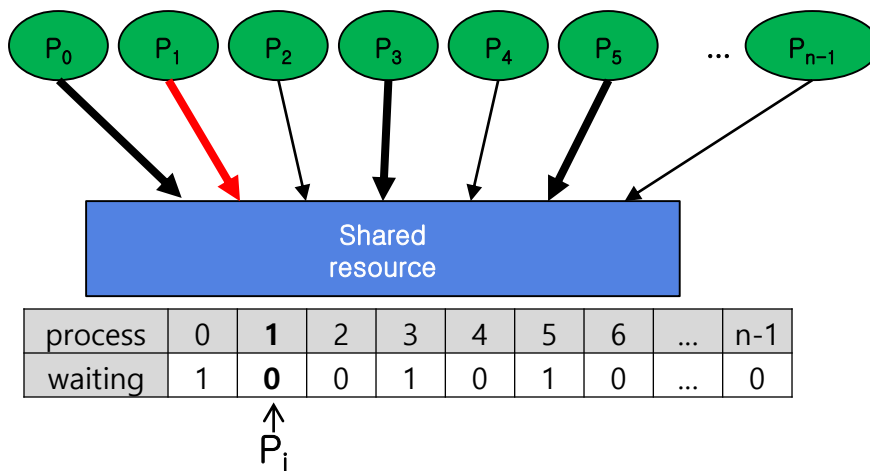 P0 P1 P2 P3 P4 P5 ... Pn-1
Shared
resource
process 0 1 2 3 4 5 6 ... n-1
waiting 1 0 0 1 0 1 0 ... 0
Pi